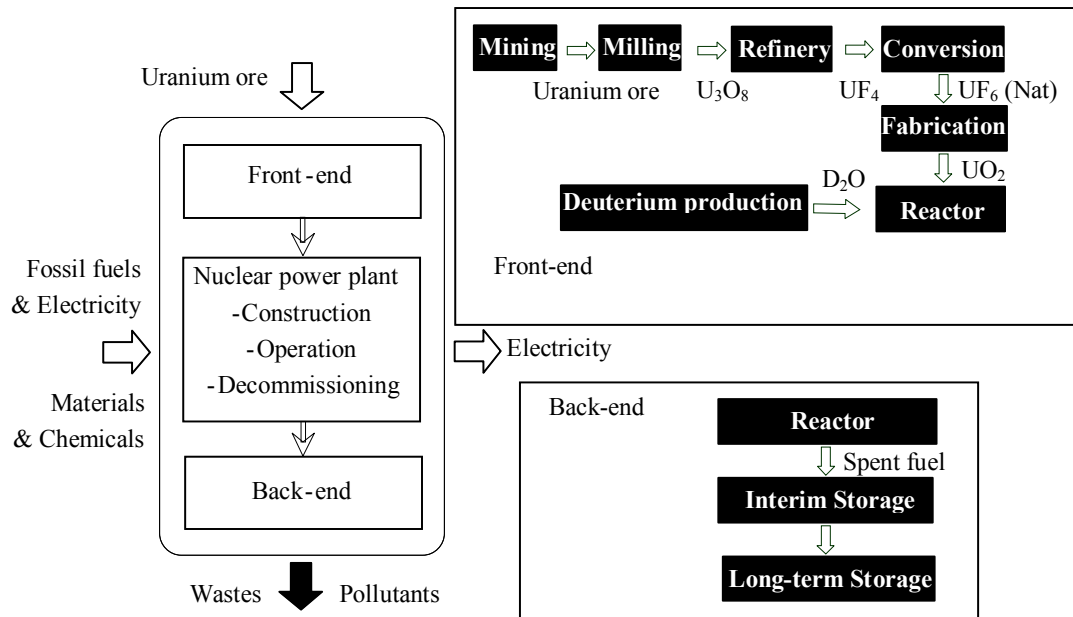 Uranium ore
Front-end
Nuclear power plant
-Construction
-Operation
-Decommissioning
Back-end
Fossil fuels
& Electricity
Materials
& Chemicals
Electricity
Wastes
Pollutants
Mining
Milling
Refinery
Conversion
Uranium ore
U₃O₈
UF₄
UF₆ (Nat)
Fabrication
UO₂
D₂O
Deuterium production
Reactor
Front-end
Back-end
Reactor
Spent fuel
Interim Storage
Long-term Storage